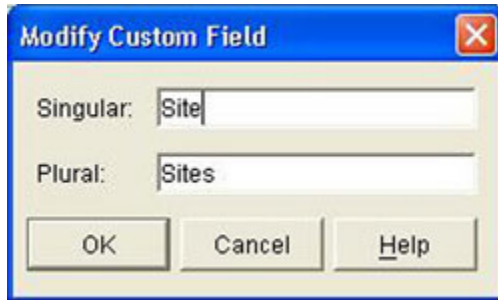 Modify Custom Field
Singular: Site
Plural: Sites
OK Cancel Help